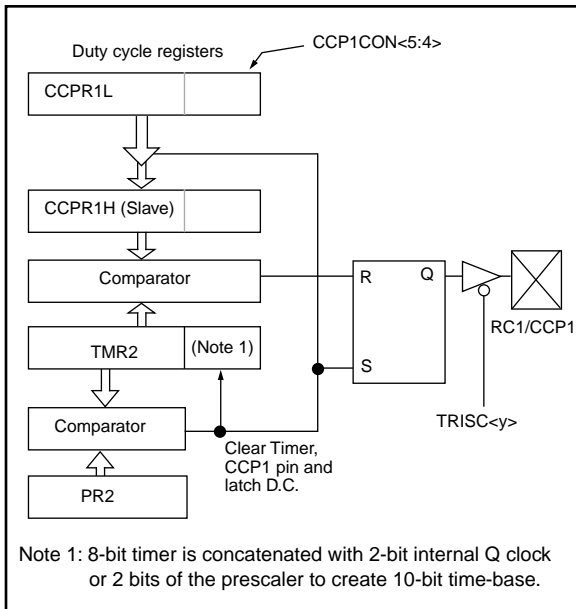 Duty cycle registers
CCP1CON<5:4>
CCPR1L
CCPR1H (Slave)
Comparator
R
Q
RC1/CCP1
TMR2
(Note 1)
S
TRISC<y>
Comparator
Clear Timer,
CCP1 pin and
latch D.C.
PR2
Note 1: 8-bit timer is concatenated with 2-bit internal Q clock
or 2 bits of the prescaler to create 10-bit time-base.